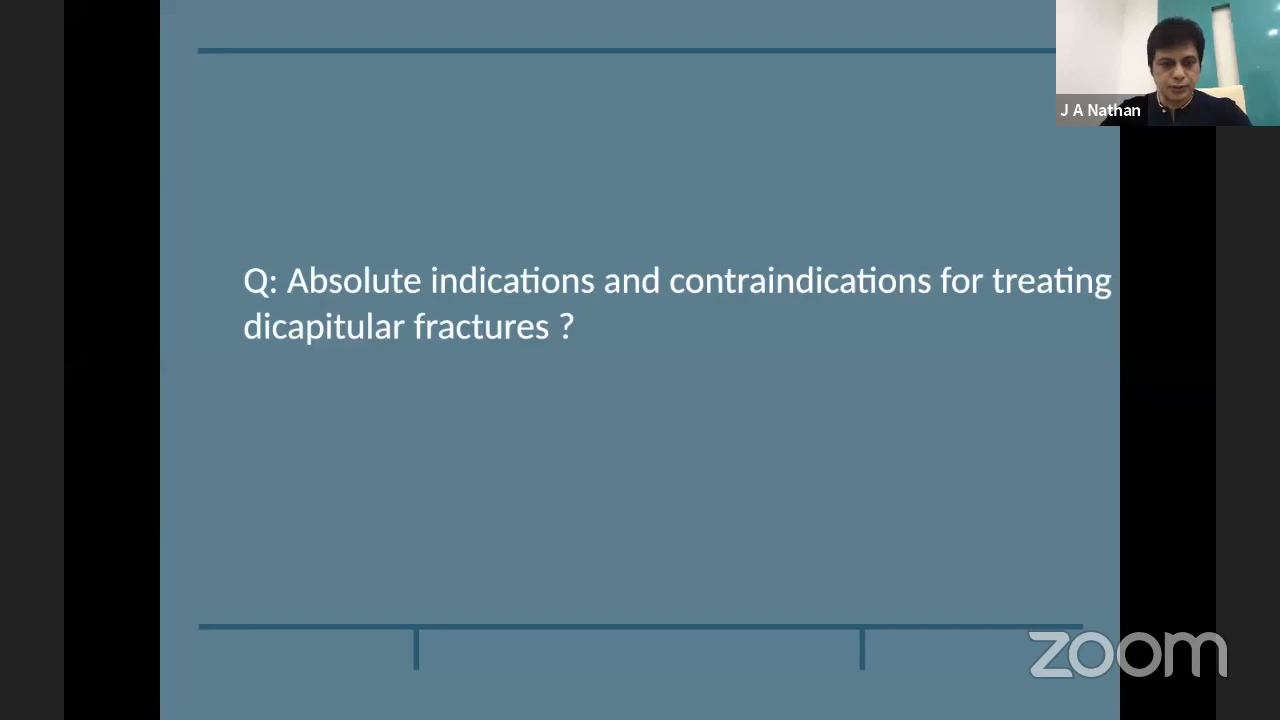 J A Nathan
Q: Absolute indications and contraindications for treating
dicapitular fractures ?
zoom